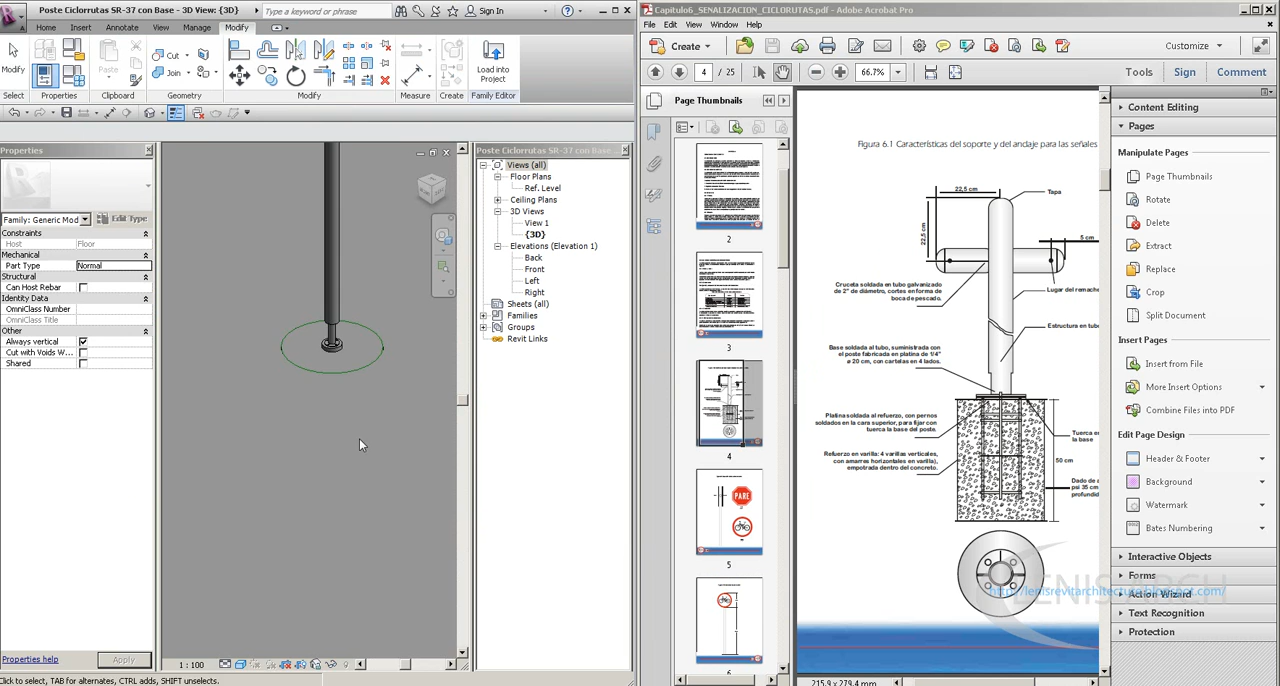 Poste Ciclorrutas SR-37 con Base - 3D View: {3D}
Type a keyword or phrase
Sign In
Home
Insert
Annotate
View
Manage
Modify
Modify
Paste
Cut
Join
Load into
Project
Select
Properties
Clipboard
Geometry
Modify
Measure
Create
Family Editor
Properties
Family: Generic Mod
Edit Type
Constraints
Host
Floor
Mechanical
Part Type
Normal
Structural
Can Host Rebar
Identity Data
OmniClass Number
OmniClass Title
Other
Always vertical
Cut with Voids W...
Shared
Properties help
Apply
1 : 100
Click to select, TAB for alternates, CTRL adds, SHIFT unselects.
Poste Ciclorrutas SR-37 con Base...
Views (all)
Floor Plans
Ref. Level
Ceiling Plans
3D Views
View 1
{3D}
Elevations (Elevation 1)
Back
Front
Left
Right
Sheets (all)
Families
Groups
Revit Links
Capitulo6_SENALIZACION_CICLORUTAS.pdf - Adobe Acrobat Pro
File
Edit
View
Window
Help
Create
Customize
4
/ 25
66.7%
Tools
Sign
Comment
Page Thumbnails
2
3
4
PARE
5
6
Figura 6.1 Características del soporte y del anclaje para las señales
22,5 cm
Tapa
22,5 cm
5 cm
Cruceta soldada en tubo galvanizado
de 2" de diámetro, cortes en forma de
boca de pescado.
Lugar del remache
Estructura en tubo
Base soldada al tubo, suministrada con
el poste fabricada en platina de 1/4"
a 20 cm, con cartelas en 4 lados.
Platina soldada al refuerzo, con pernos
soldados en la cara superior, para fijar con
tuerca la base del poste.
Tuerca en
la base
Refuerzo en varilla: 4 varillas verticales,
con amarres horizontales en varilla),
empotrada dentro del concreto.
50 cm
Dado de
psi 35 cm
profundid
LENIS ARCH
http://lenisrevitarchitecture.blogspot.com/
215.9 x 279.4 mm
Content Editing
Pages
Manipulate Pages
Page Thumbnails
Rotate
Delete
Extract
Replace
Crop
Split Document
Insert Pages
Insert from File
More Insert Options
Combine Files into PDF
Edit Page Design
Header & Footer
Background
Watermark
Bates Numbering
Interactive Objects
Forms
Action Wizard
Text Recognition
Protection